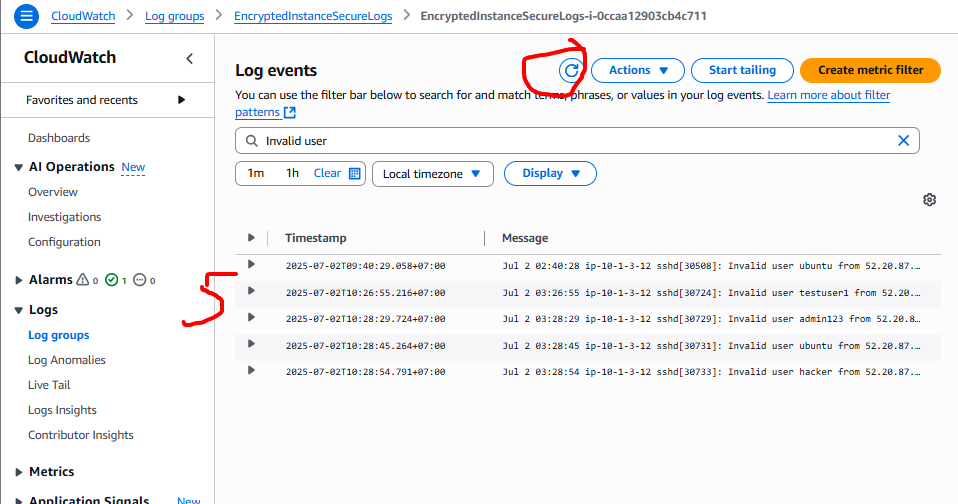 CloudWatch > Log groups > EncryptedInstanceSecureLogs > EncryptedInstanceSecureLogs-i-0ccaa12903cb4c711
CloudWatch
Favorites and recents
Dashboards
AI Operations New
Overview
Investigations
Configuration
Alarms 0 1 0
Logs
Log groups
Log Anomalies
Live Tail
Logs Insights
Contributor Insights
Metrics
Application Signals New
Log events
Actions
Start tailing
Create metric filter
You can use the filter bar below to search for and match terms, phrases, or values in your log events. Learn more about filter
patterns
Invalid user
1m 1h Clear Local timezone Display
Timestamp Message
2025-07-02T09:40:29.058+07:00 Jul 2 02:40:28 ip-10-1-3-12 sshd[30508]: Invalid user ubuntu from 52.20.87.…
2025-07-02T10:26:55.216+07:00 Jul 2 03:26:55 ip-10-1-3-12 sshd[30724]: Invalid user testuser1 from 52.20.…
2025-07-02T10:28:29.724+07:00 Jul 2 03:28:29 ip-10-1-3-12 sshd[30729]: Invalid user admin123 from 52.20.8…
2025-07-02T10:28:45.264+07:00 Jul 2 03:28:45 ip-10-1-3-12 sshd[30731]: Invalid user ubuntu from 52.20.87.…
2025-07-02T10:28:54.791+07:00 Jul 2 03:28:54 ip-10-1-3-12 sshd[30733]: Invalid user hacker from 52.20.87.…
5